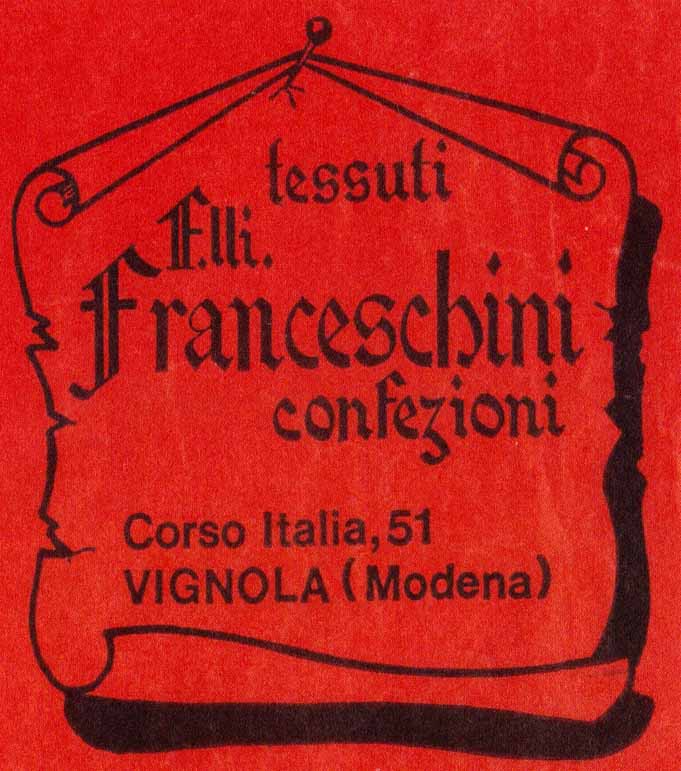 tessuti
F.lli.
Franceschini
confezioni
Corso Italia, 51
VIGNOLA (Modena)